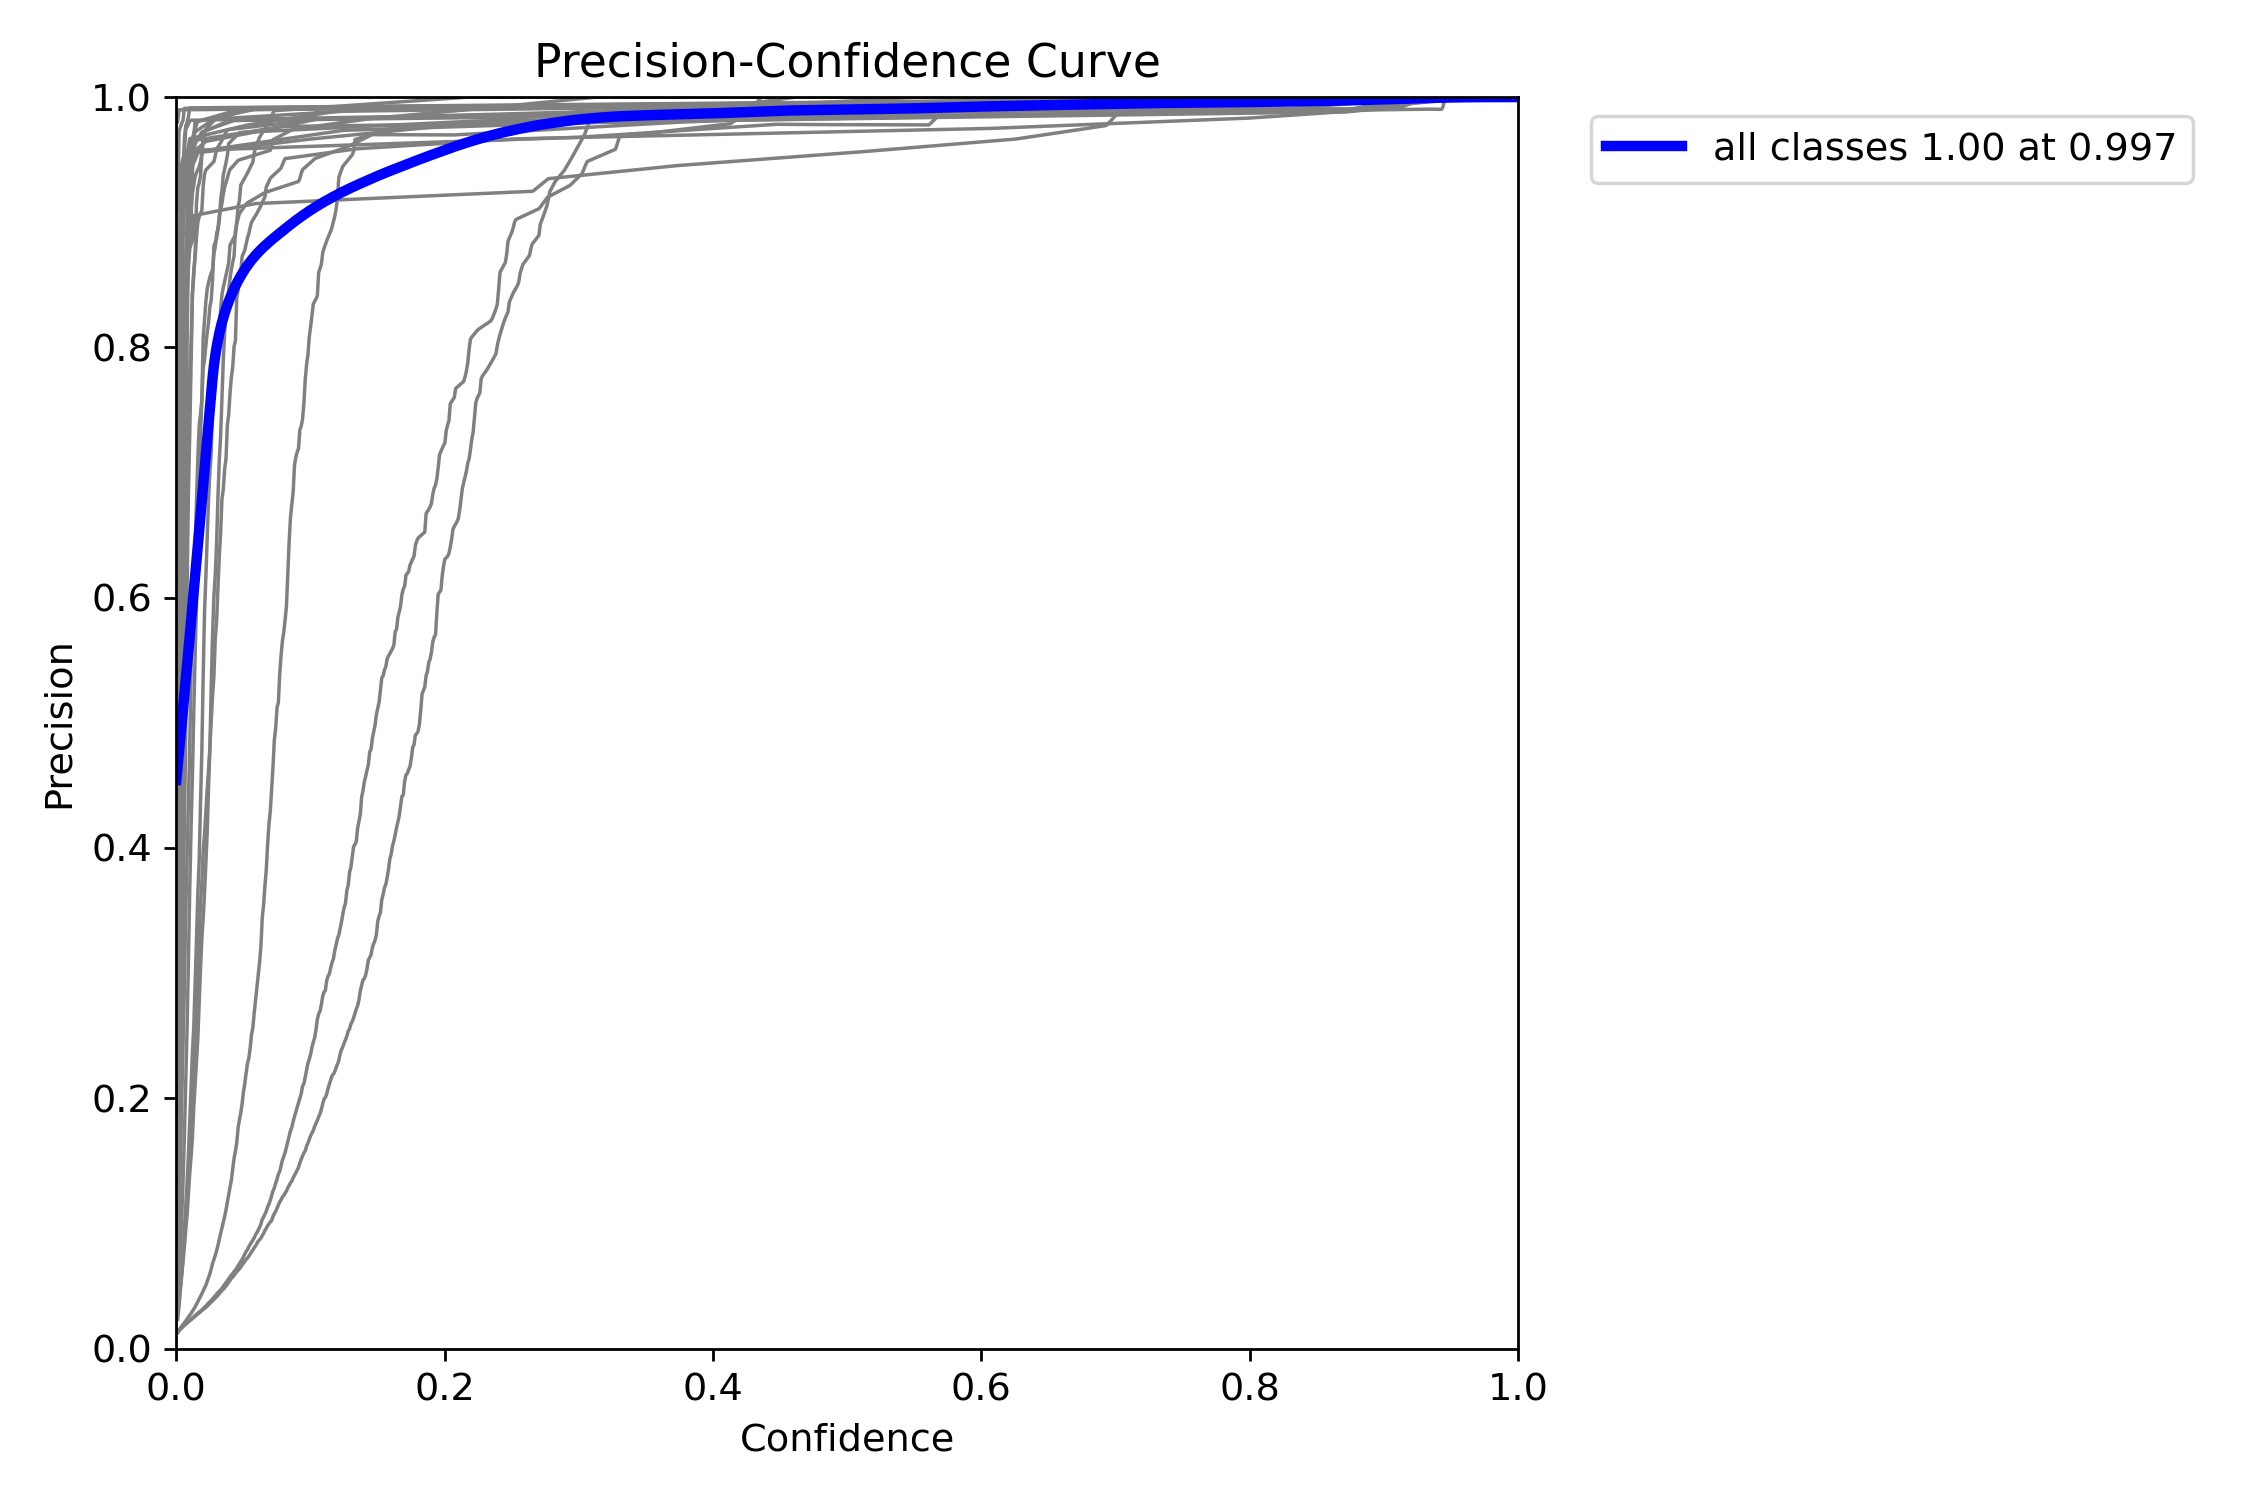 Precision-Confidence Curve
1.0
0.8
0.6
0.4
0.2
0.0
Precision
0.0 0.2 0.4 0.6 0.8 1.0
Confidence
all classes 1.00 at 0.997